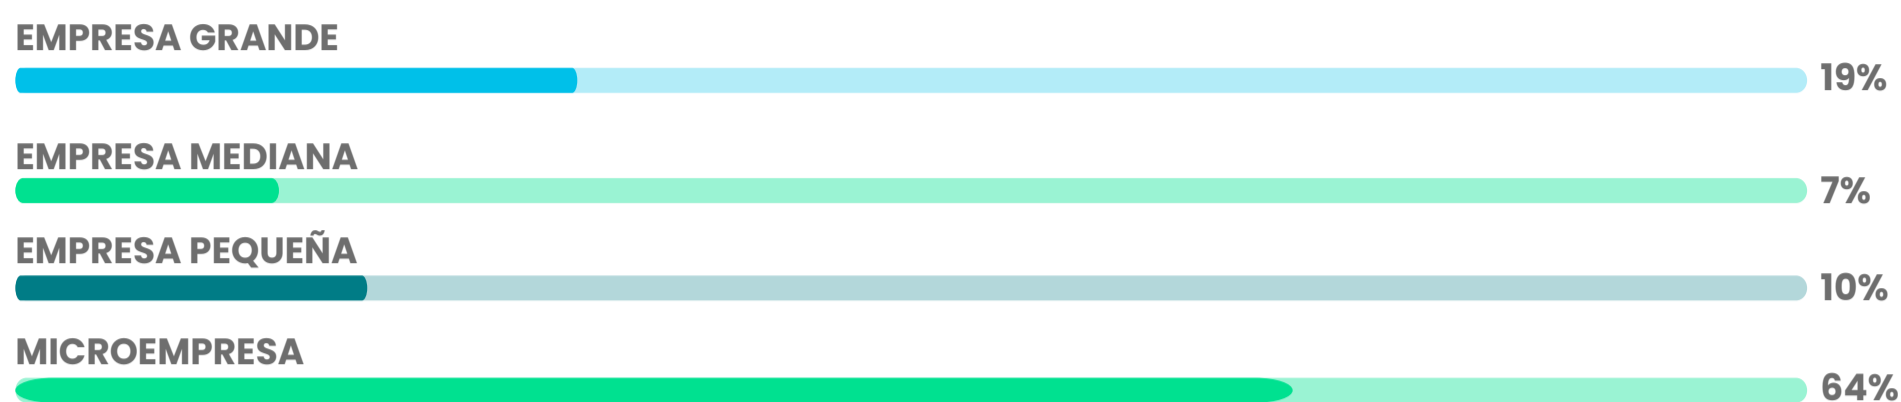 EMPRESA GRANDE
19%
EMPRESA MEDIANA
7%
EMPRESA PEQUEÑA
10%
MICROEMPRESA
64%